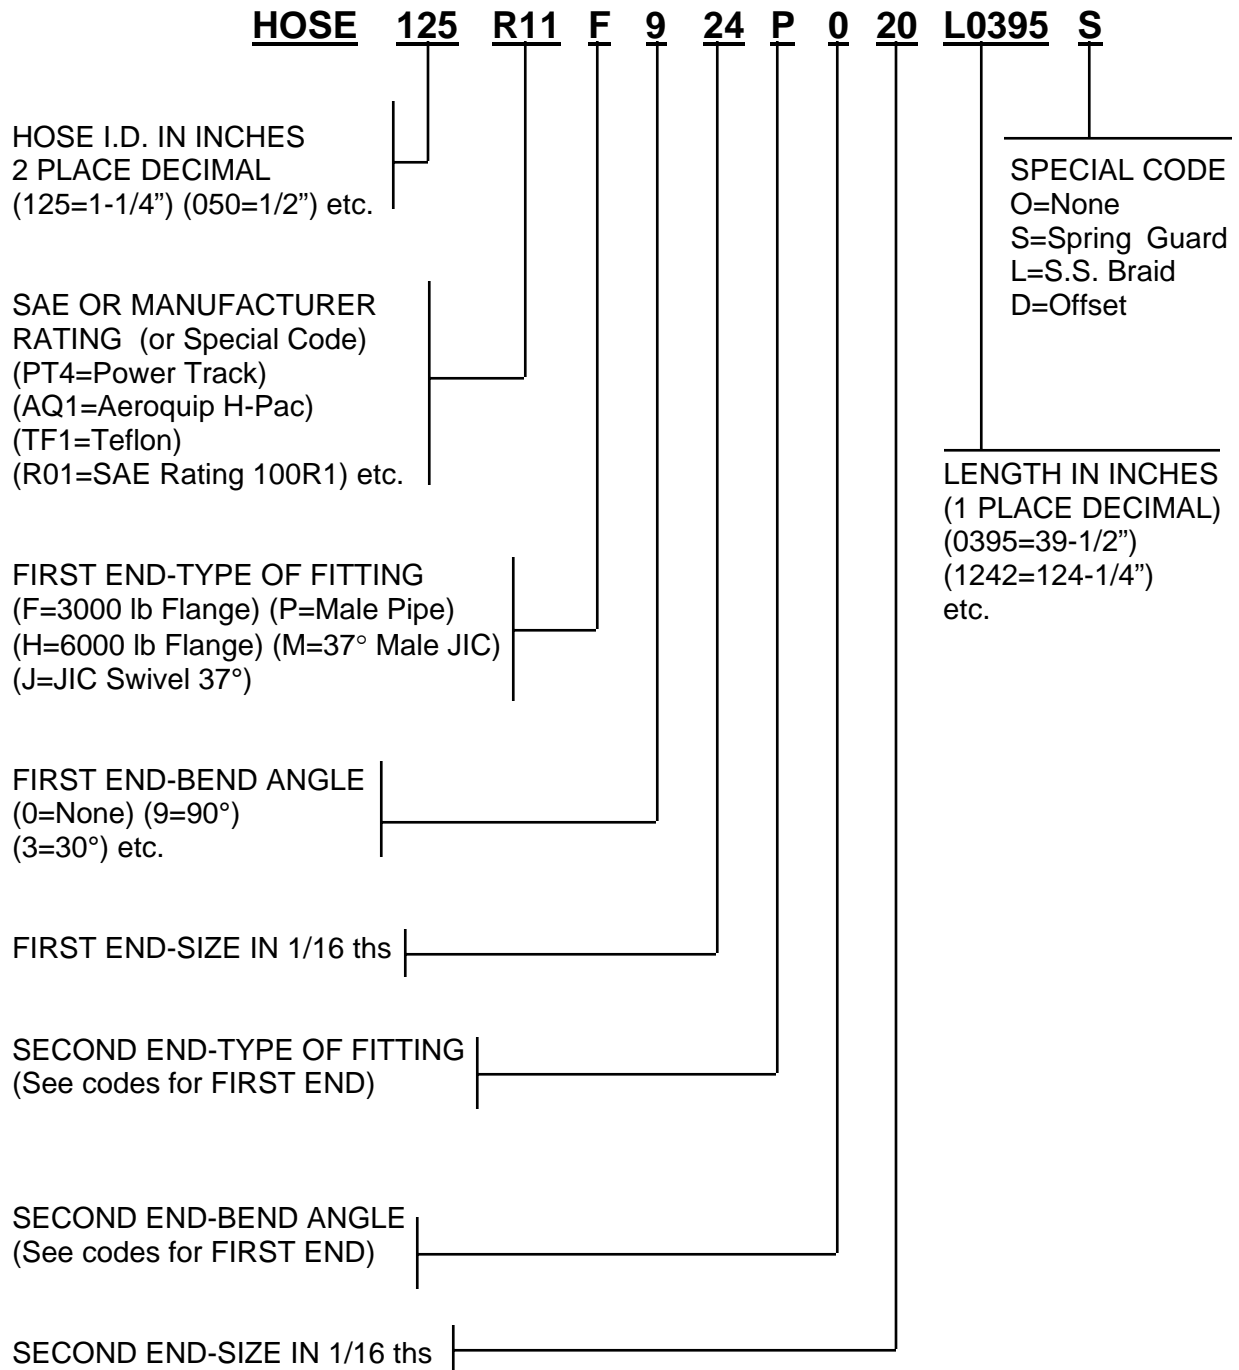 HOSE 125 R11 F 9 24 P 0 20 L0395 S
HOSE I.D. IN INCHES
2 PLACE DECIMAL
(125=1-1/4”) (050=1/2”) etc.
SPECIAL CODE
O=None
S=Spring Guard
L=S.S. Braid
D=Offset
SAE OR MANUFACTURER
RATING (or Special Code)
(PT4=Power Track)
(AQ1=Aeroquip H-Pac)
(TF1=Teflon)
(R01=SAE Rating 100R1) etc.
LENGTH IN INCHES
(1 PLACE DECIMAL)
(0395=39-1/2”)
(1242=124-1/4”)
etc.
FIRST END-TYPE OF FITTING
(F=3000 lb Flange) (P=Male Pipe)
(H=6000 lb Flange) (M=37° Male JIC)
(J=JIC Swivel 37°)
FIRST END-BEND ANGLE
(0=None) (9=90°)
(3=30°) etc.
FIRST END-SIZE IN 1/16 ths
SECOND END-TYPE OF FITTING
(See codes for FIRST END)
SECOND END-BEND ANGLE
(See codes for FIRST END)
SECOND END-SIZE IN 1/16 ths